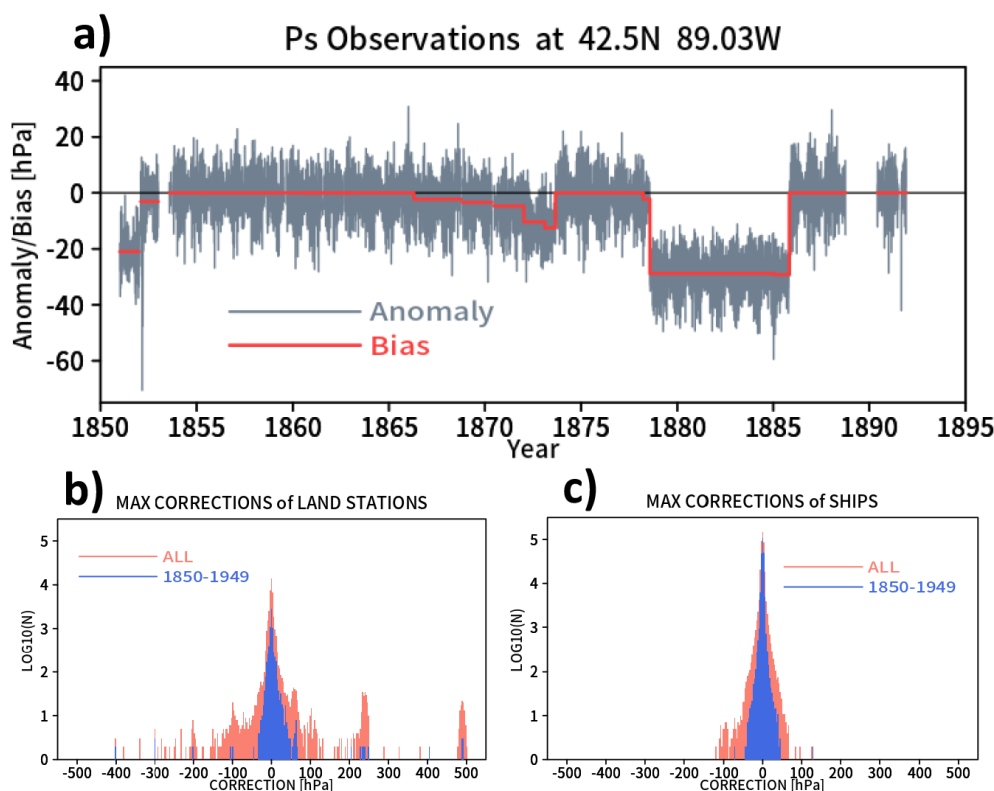 a)
Ps Observations at 42.5N 89.03W
Anomaly/Bias [hPa]
40
20
0
-20
-40
-60
Anomaly
Bias
1850 1855 1860 1865 1870 1875 1880 1885 1890 1895
Year
b)
MAX CORRECTIONS of LAND STATIONS
LOG10(N)
5
4
3
2
1
0
ALL
1850-1949
-500 -400 -300 -200 -100 0 100 200 300 400 500
CORRECTION [hPa]
c)
MAX CORRECTIONS of SHIPS
LOG10(N)
5
4
3
2
1
0
ALL
1850-1949
-500 -400 -300 -200 -100 0 100 200 300 400 500
CORRECTION [hPa]